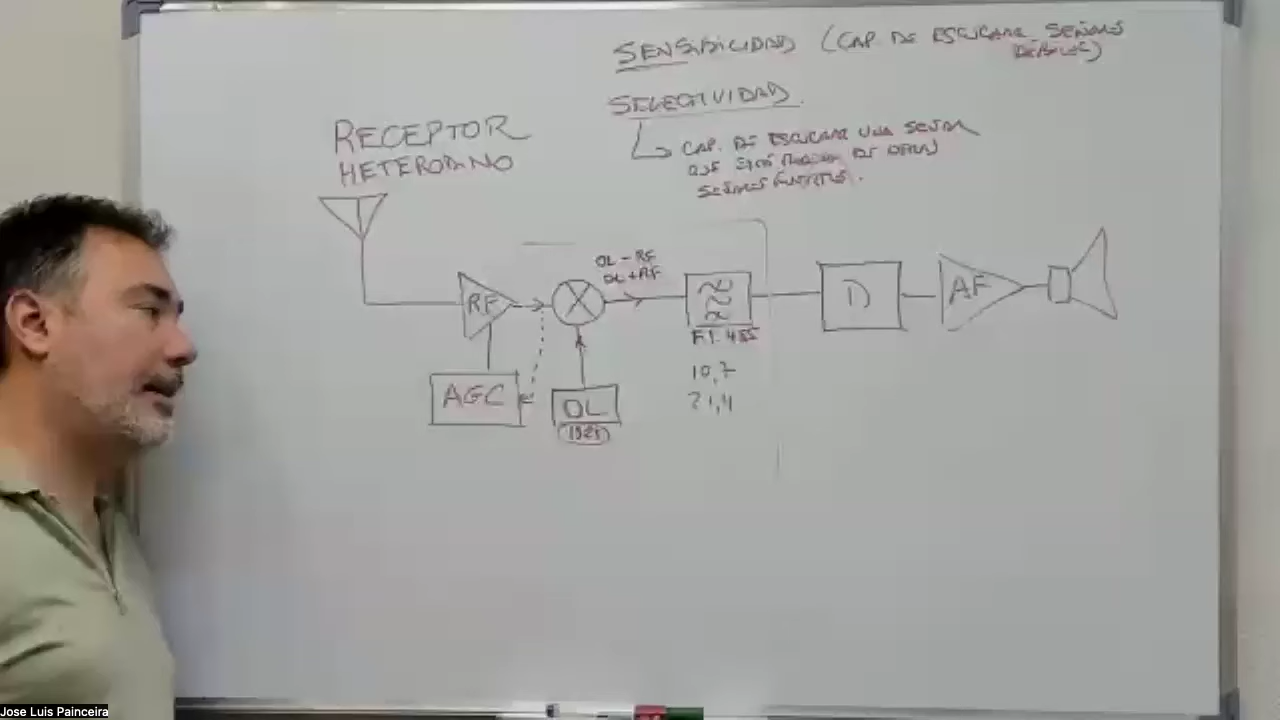 SENSIBILIDAD (CAP. DE ESCUCHAR SEÑALES
DEBILES)
SELECTIVIDAD
CAP. DE ESCUCHAR UNA SEÑAL
QUE ESTÁ DE OTRAS
SEÑALES FUERTES.
RECEPTOR
HETERODINO
OL - RF
OL + RF
RF
D
AF
F.I. 455
10,7
21,4
AGC
OL
1925
Jose Luis Painceira